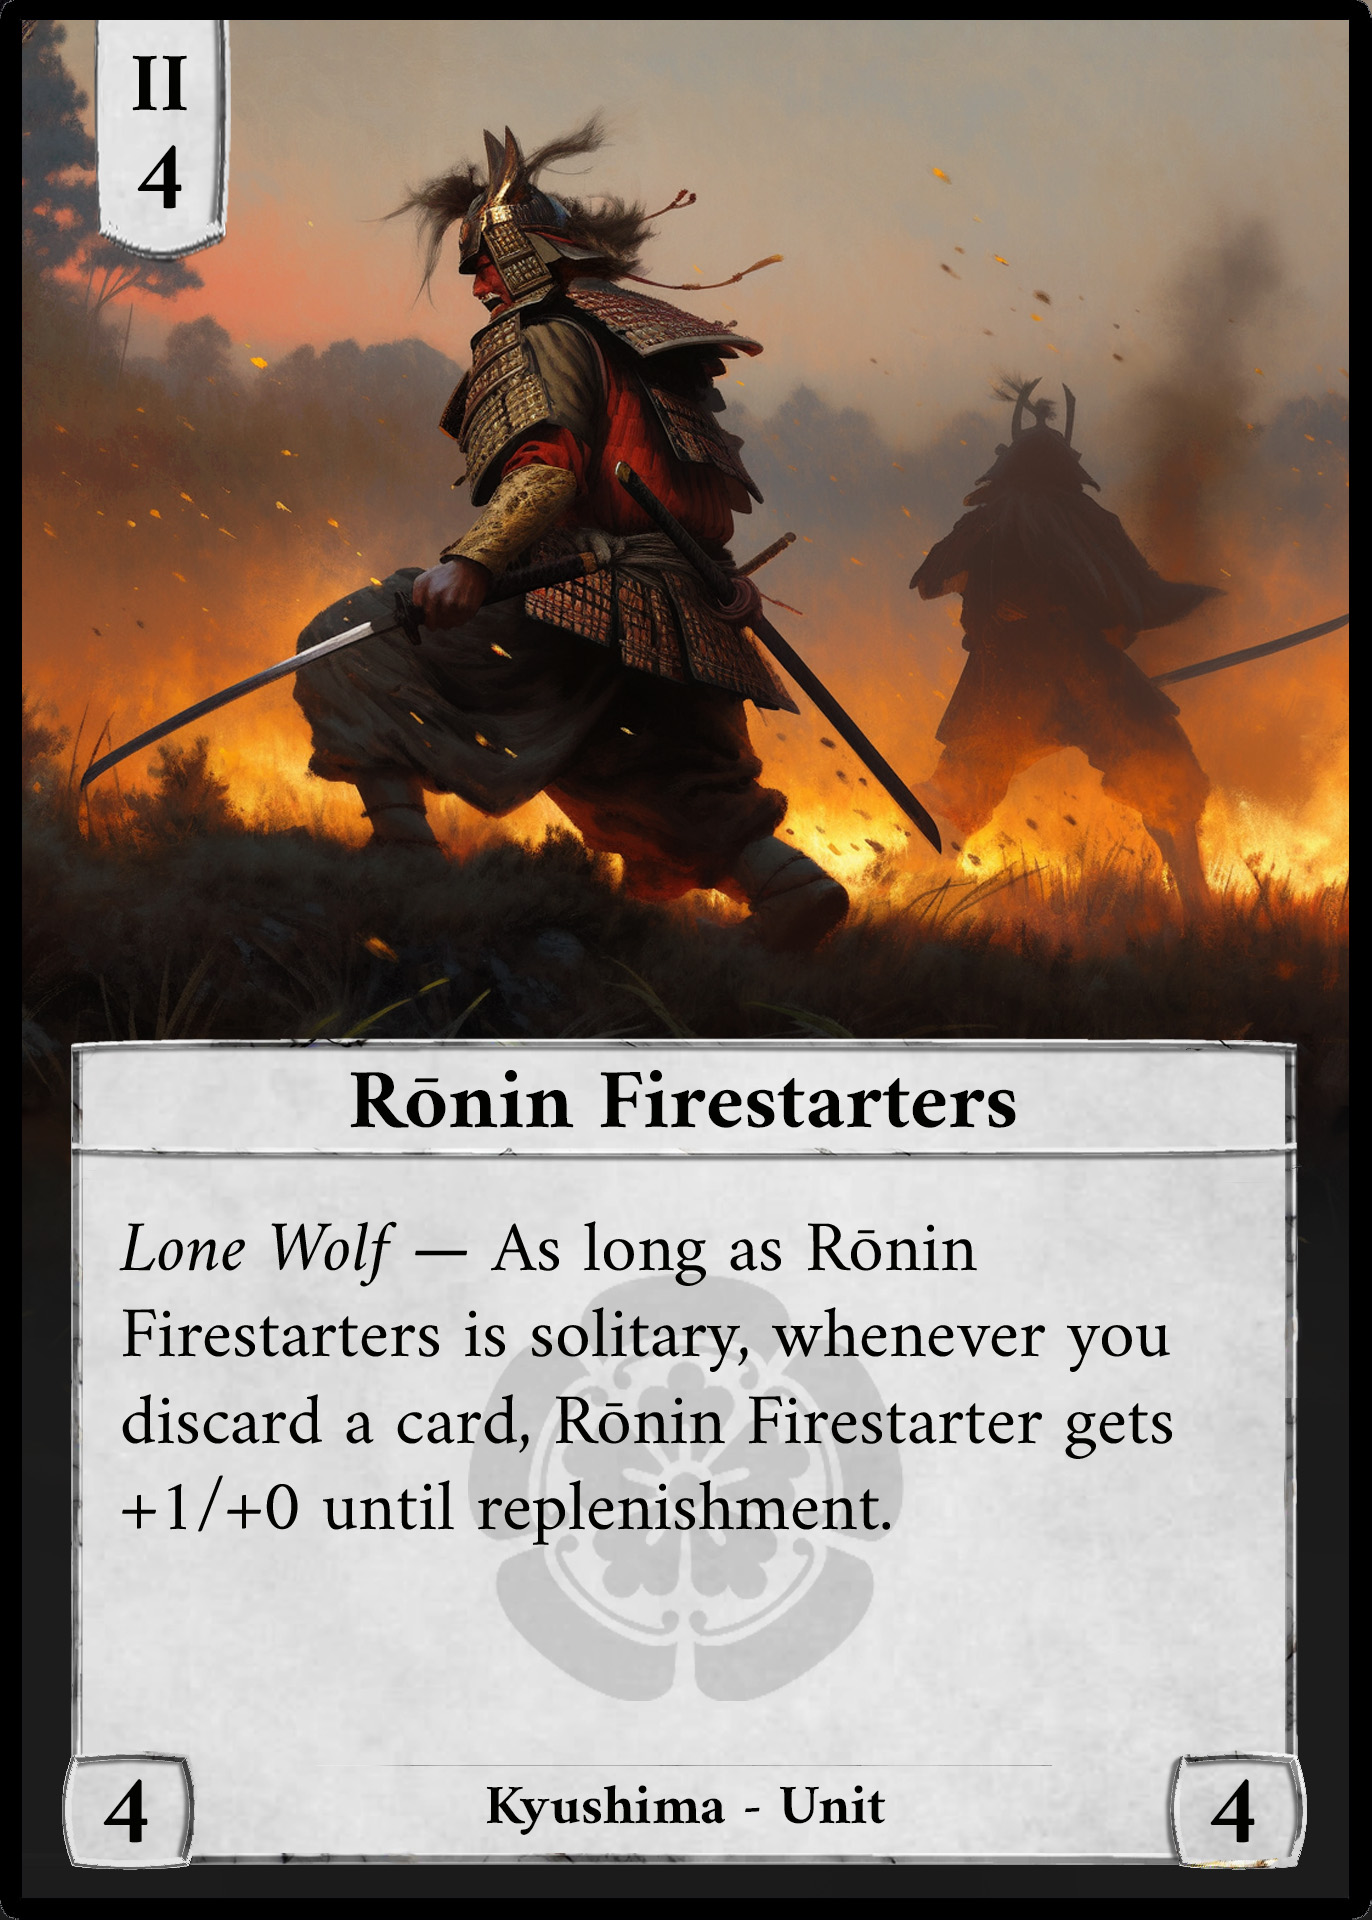 II
4
Rōnin Firestarters
Lone Wolf — As long as Rōnin
Firestarters is solitary, whenever you
discard a card, Rōnin Firestarter gets
+1/+0 until replenishment.
4
Kyushima - Unit
4